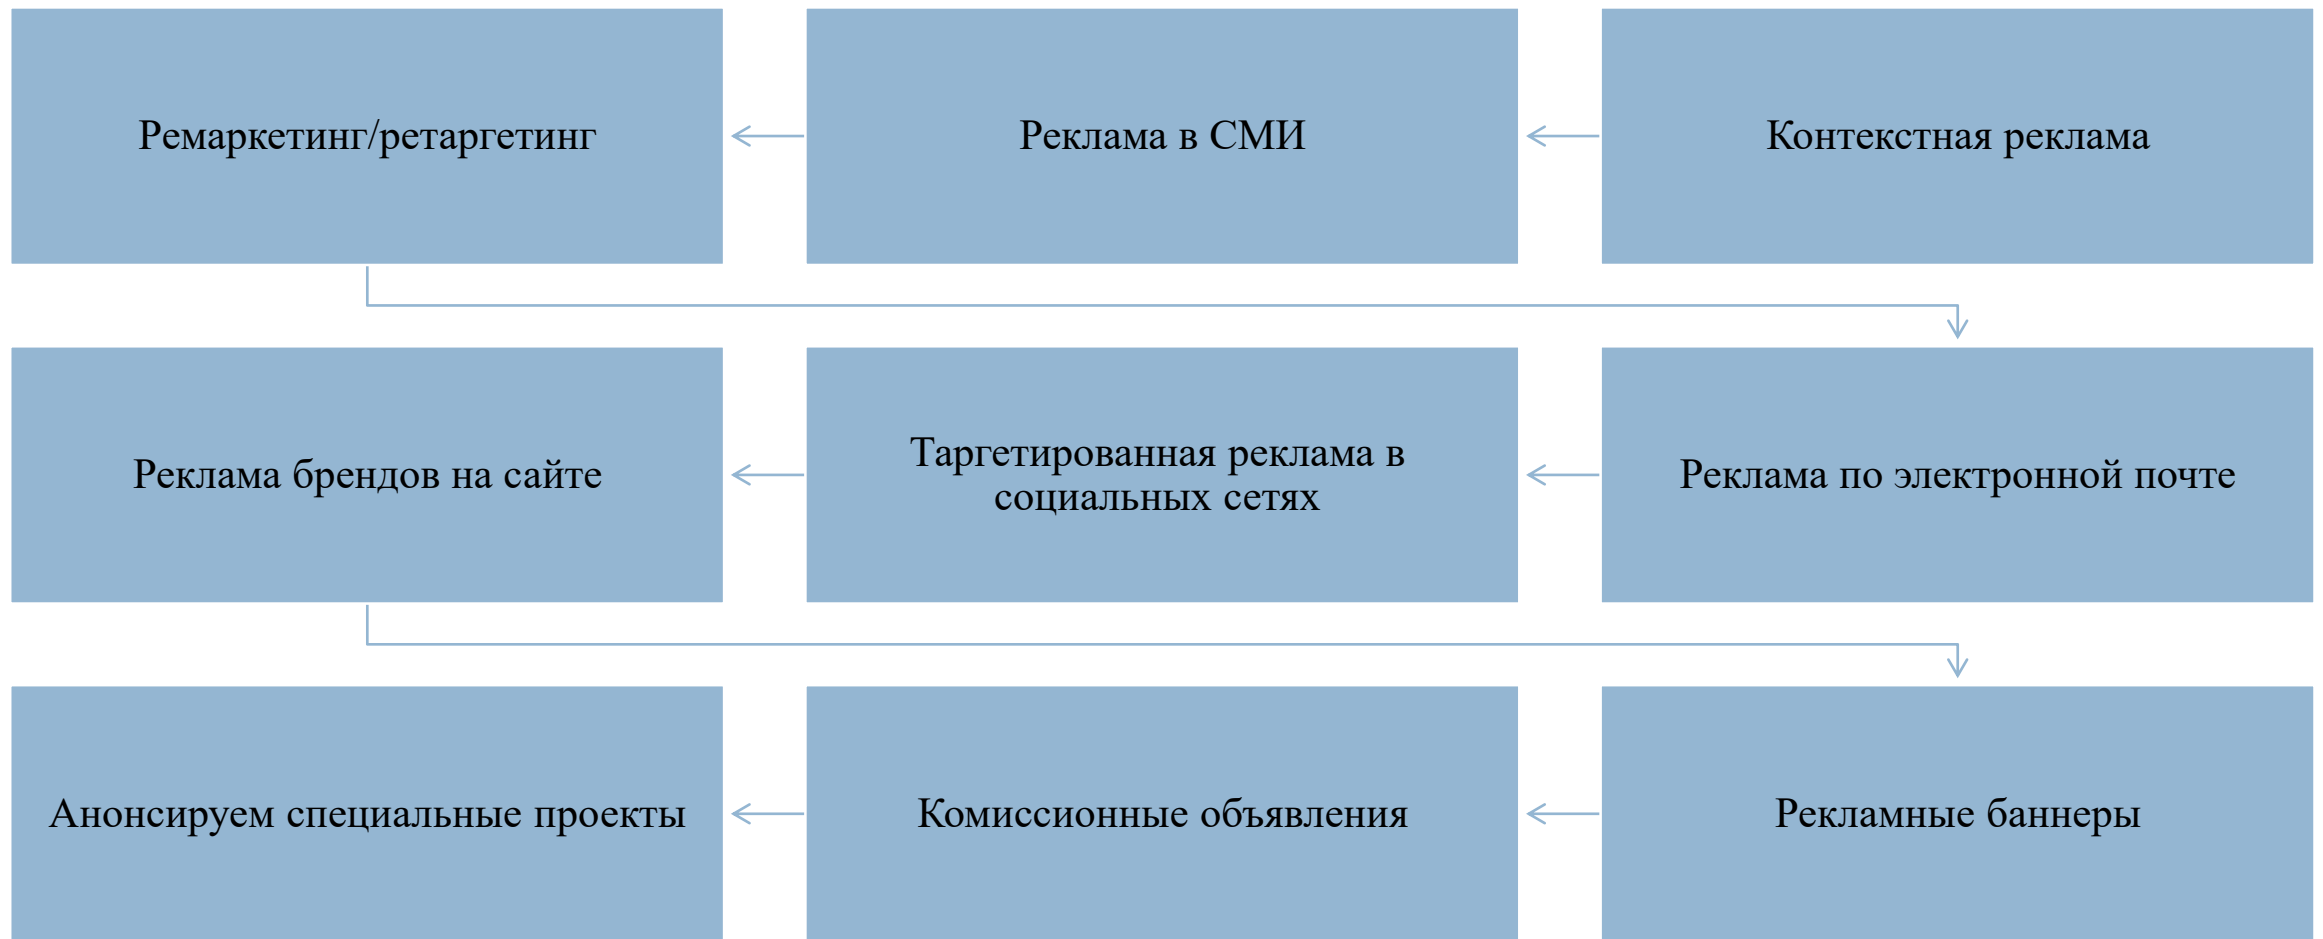 Ремаркетинг/ретаргетинг
Реклама в СМИ
Контекстная реклама
Реклама брендов на сайте
Таргетированная реклама в
социальных сетях
Реклама по электронной почте
Анонсируем специальные проекты
Комиссионные объявления
Рекламные баннеры